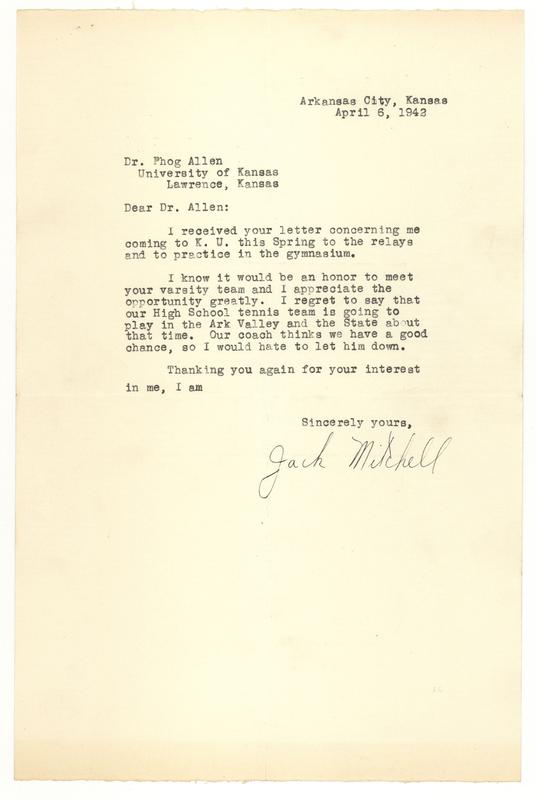 Arkansas City, Kansas
April 6, 1942
Dr. Phog Allen
University of Kansas
Lawrence, Kansas
Dear Dr. Allen:
I received your letter concerning me
coming to K. U. this Spring to the relays
and to practice in the gymnasium.
I know it would be an honor to meet
your varsity team and I appreciate the
opportunity greatly. I regret to say that
our High School tennis team is going to
play in the Ark Valley and the State about
that time. Our coach thinks we have a good
chance, so I would hate to let him down.
Thanking you again for your interest
in me, I am
Sincerely yours,
Jack Mitchell